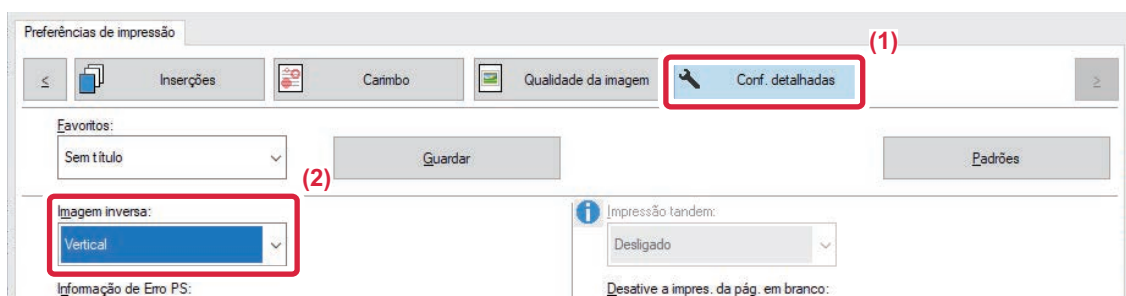 Preferências de impressão
(1)
< Inserções Carimbo Qualidade da imagem Conf. detalhadas >
Favoritos:
Sem título Guardar Padrões
(2)
Imagem inversa: Impressão tandem:
Vertical Desligado
Informação de Erro PS: Desative a impres. da pág. em branco: